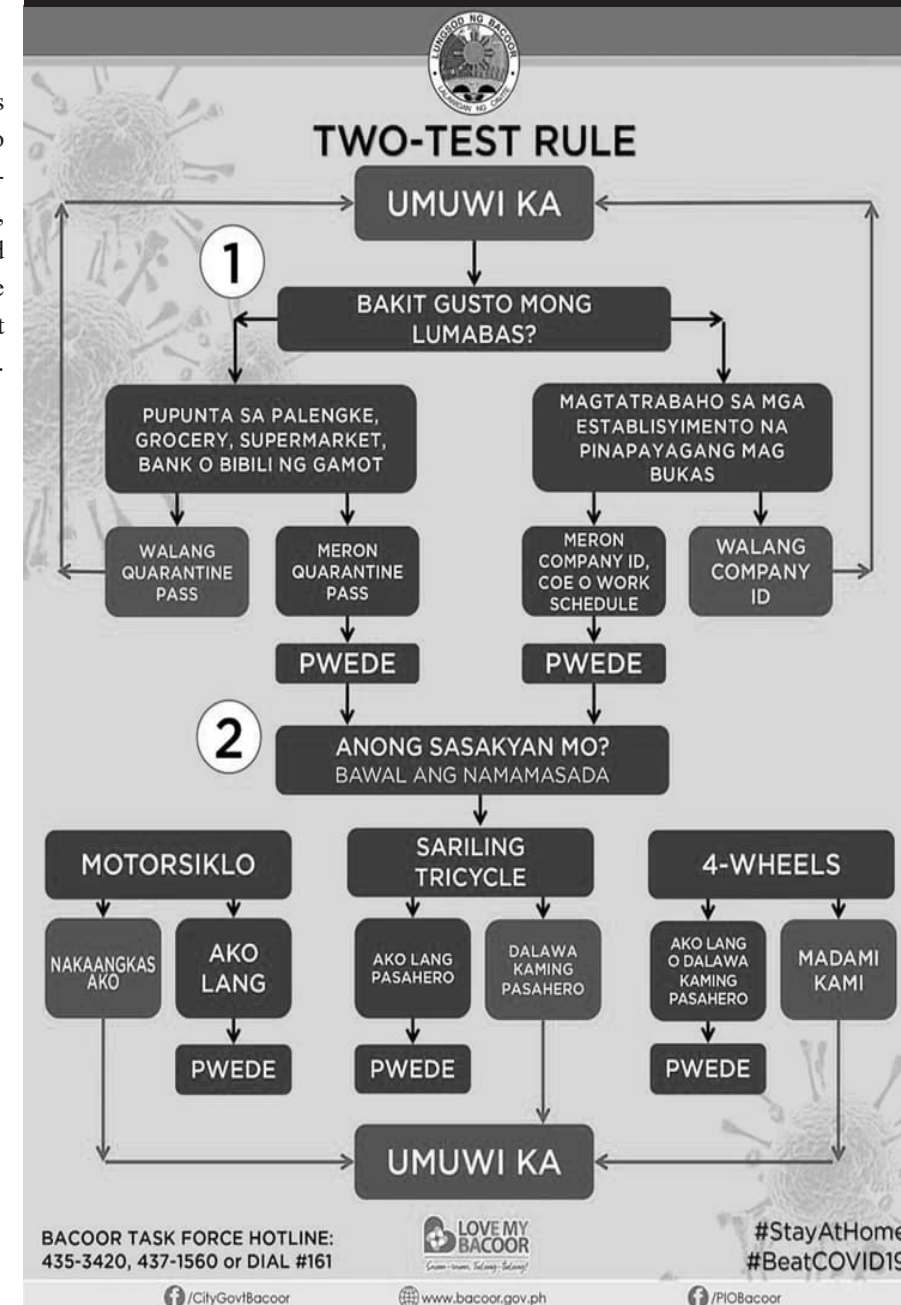 s
o
-
,
d
e
t
-
LUNGSOD NG BACOOR
LALAWIGAN NG CAVITE
TWO-TEST RULE
UMUWI KA
1
BAKIT GUSTO MONG
LUMABAS?
PUPUNTA SA PALENGKE,
GROCERY, SUPERMARKET,
BANK O BIBILI NG GAMOT
MAGTATRABAHO SA MGA
ESTABLISYIMENTO NA
PINAPAYAGANG MAG
BUKAS
WALANG
QUARANTINE
PASS
MERON
QUARANTINE
PASS
MERON
COMPANY ID,
COE O WORK
SCHEDULE
WALANG
COMPANY
ID
PWEDE
PWEDE
2
ANONG SASAKYAN MO?
BAWAL ANG NAMAMASADA
MOTORSIKLO
SARILING
TRICYCLE
4-WHEELS
NAKAANGKAS
AKO
AKO
LANG
AKO LANG
PASAHERO
DALAWA
KAMING
PASAHERO
AKO LANG
O DALAWA
KAMING
PASAHERO
MADAMI
KAMI
PWEDE
PWEDE
PWEDE
UMUWI KA
BACOOR TASK FORCE HOTLINE:
435-3420, 437-1560 or DIAL #161
LOVE MY
BACOOR
#StayAtHome
#BeatCOVID19
/CityGovtBacoor
www.bacoor.gov.ph
/PIOBacoor